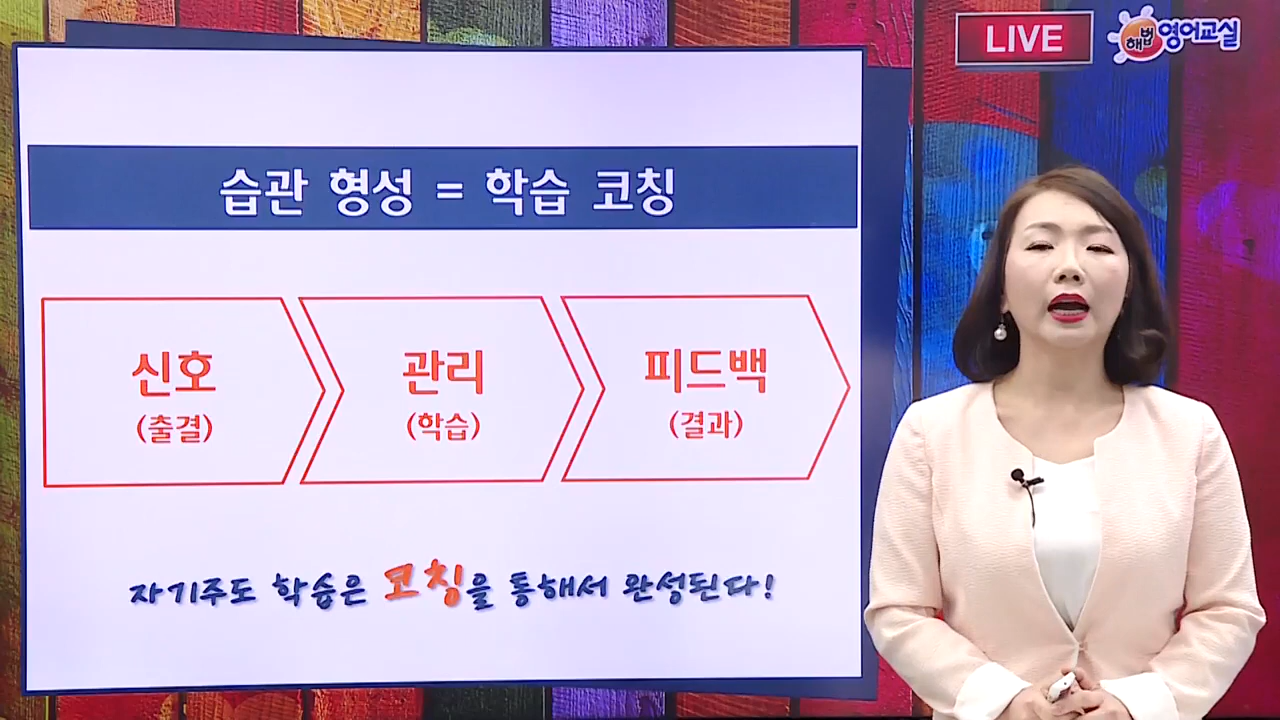 LIVE
해법영어교실
습관 형성 = 학습 코칭
신호
(출결)
관리
(학습)
피드백
(결과)
자기주도 학습은 코칭을 통해서 완성된다!